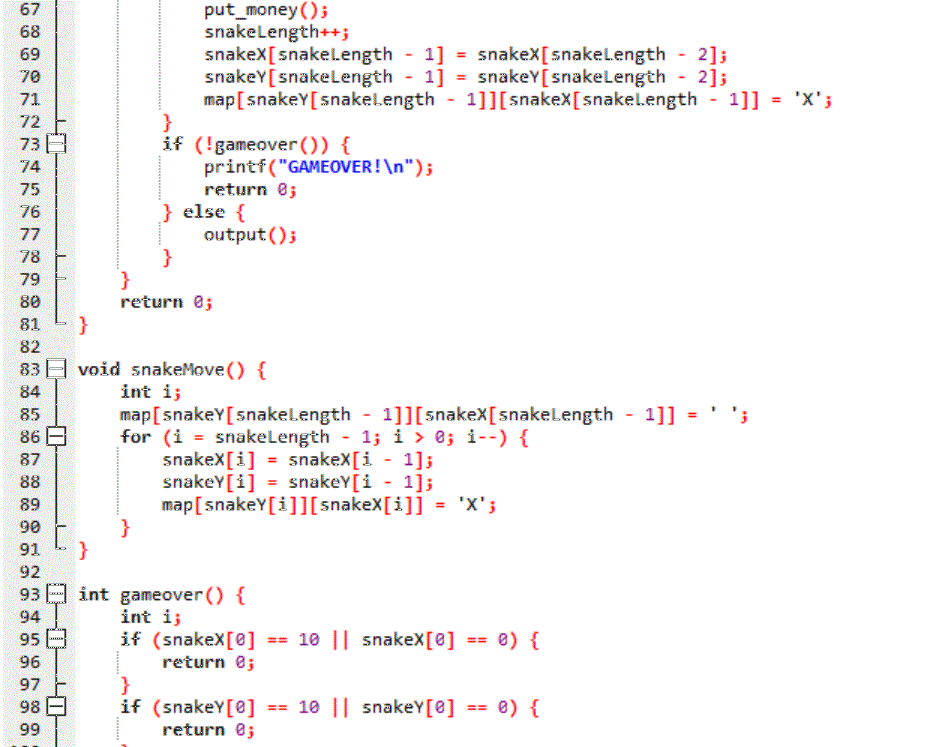 67 put_money();
68 snakeLength++;
69 snakeX[snakeLength - 1] = snakeX[snakeLength - 2];
70 snakeY[snakeLength - 1] = snakeY[snakeLength - 2];
71 map[snakeY[snakeLength - 1]][snakeX[snakeLength - 1]] = 'X';
72 }
73 if (!gameover()) {
74 printf("GAMEOVER!\n");
75 return 0;
76 } else {
77 output();
78 }
79 }
80 return 0;
81 }
82
83 void snakeMove() {
84 int i;
85 map[snakeY[snakeLength - 1]][snakeX[snakeLength - 1]] = ' ';
86 for (i = snakeLength - 1; i > 0; i--) {
87 snakeX[i] = snakeX[i - 1];
88 snakeY[i] = snakeY[i - 1];
89 map[snakeY[i]][snakeX[i]] = 'X';
90 }
91 }
92
93 int gameover() {
94 int i;
95 if (snakeX[0] == 10 || snakeX[0] == 0) {
96 return 0;
97 }
98 if (snakeY[0] == 10 || snakeY[0] == 0) {
99 return 0;